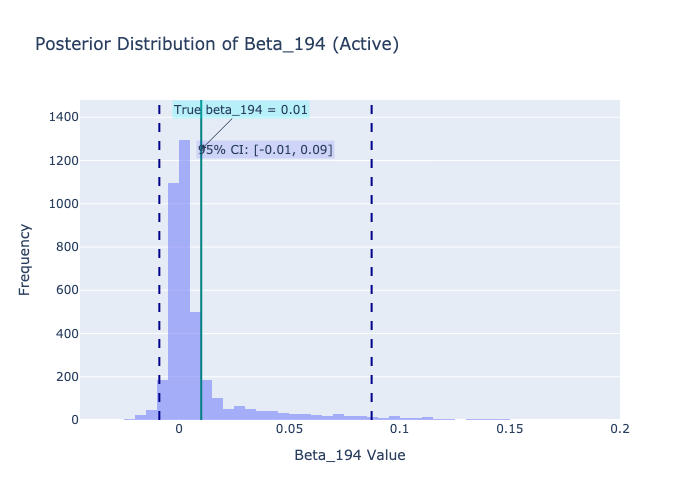 Posterior Distribution of Beta_194 (Active)
True beta_194 = 0.01
95% CI: [-0.01, 0.09]
1400
1200
1000
800
600
400
200
0
Frequency
0
0.05
0.1
0.15
0.2
Beta_194 Value